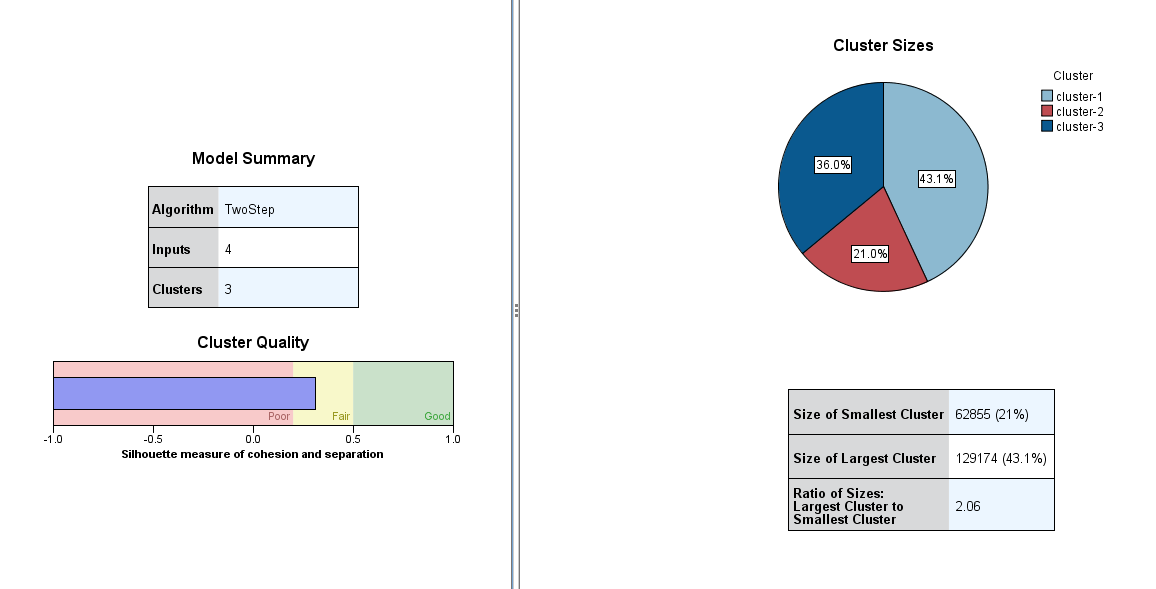 Model Summary
Algorithm TwoStep
Inputs 4
Clusters 3
Cluster Quality
Poor Fair Good
-1.0 -0.5 0.0 0.5 1.0
Silhouette measure of cohesion and separation
Cluster Sizes
Cluster
cluster-1
cluster-2
cluster-3
36.0%
43.1%
21.0%
Size of Smallest Cluster 62855 (21%)
Size of Largest Cluster 129174 (43.1%)
Ratio of Sizes:
Largest Cluster to
Smallest Cluster
2.06